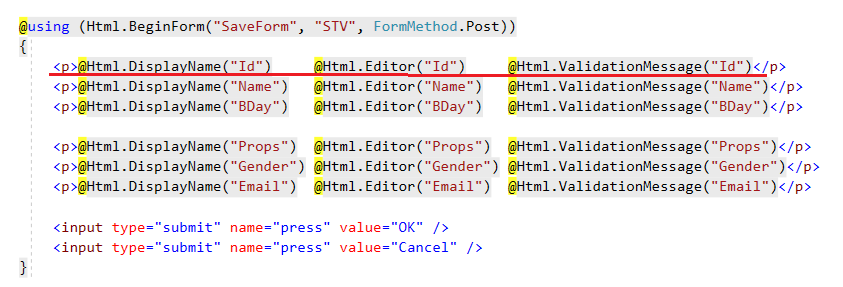 @using (Html.BeginForm("SaveForm", "STV", FormMethod.Post))
{
<p>@Html.DisplayName("Id") @Html.Editor("Id") @Html.ValidationMessage("Id")</p>
<p>@Html.DisplayName("Name") @Html.Editor("Name") @Html.ValidationMessage("Name")</p>
<p>@Html.DisplayName("BDay") @Html.Editor("BDay") @Html.ValidationMessage("BDay")</p>
<p>@Html.DisplayName("Props") @Html.Editor("Props") @Html.ValidationMessage("Props")</p>
<p>@Html.DisplayName("Gender") @Html.Editor("Gender") @Html.ValidationMessage("Gender")</p>
<p>@Html.DisplayName("Email") @Html.Editor("Email") @Html.ValidationMessage("Email")</p>
<input type="submit" name="press" value="OK" />
<input type="submit" name="press" value="Cancel" />
}